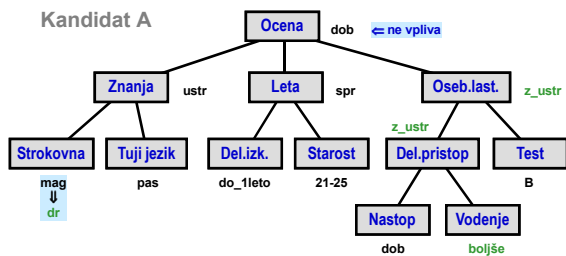 Kandidat A
Ocena
dob
⇐ ne vpliva
Znanja
ustr
Leta
spr
Oseb.last.
z_ustr
z_ustr
Strokovna
Tuji jezik
Del.izk.
Starost
Del.pristop
Test
mag
pas
do_1leto
21-25
B
⇓
dr
Nastop
Vodenje
dob
boljše